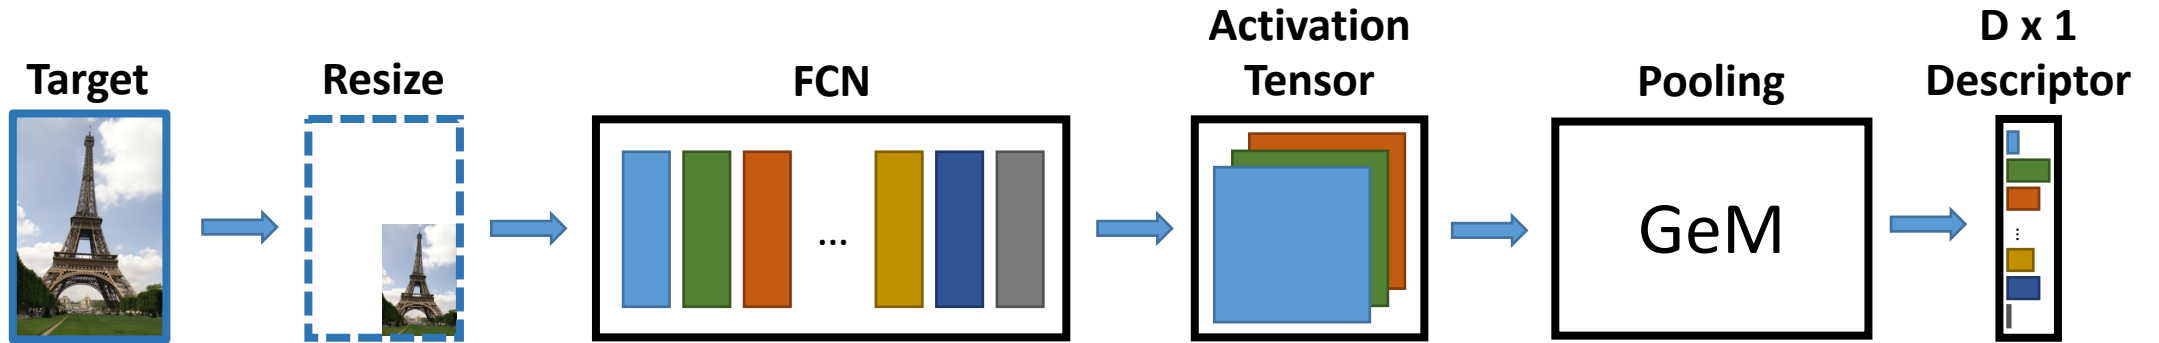 Target
Resize
FCN
...
Activation
Tensor
Pooling
GeM
D x 1
Descriptor
...